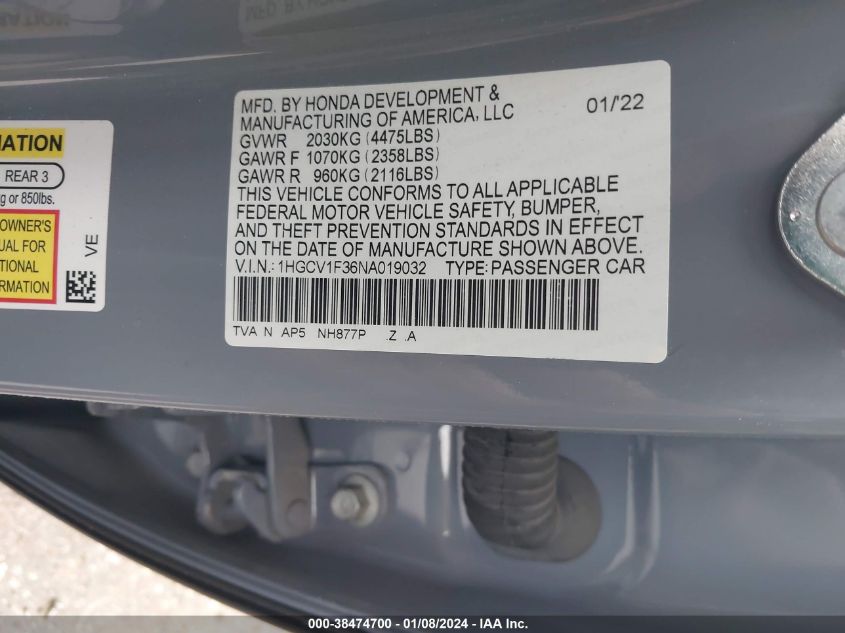 MFD. BY HONDA DEVELOPMENT &
MANUFACTURING OF AMERICA, LLC 01/'22
GVWR 2030KG (4475LBS)
GAWR F 1070KG (2358LBS)
GAWR R 960KG (2116LBS)
THIS VEHICLE CONFORMS TO ALL APPLICABLE
FEDERAL MOTOR VEHICLE SAFETY, BUMPER,
AND THEFT PREVENTION STANDARDS IN EFFECT
ON THE DATE OF MANUFACTURE SHOWN ABOVE.
V.I.N.: 1HGCV1F36NA019032 TYPE: PASSENGER CAR
TVA N AP5 NH877P .Z .A
MATION
REAR 3
g or 850lbs.
OWNER'S
UAL FOR
TIONAL
RMATION
VE
000-38474700 - 01/08/2024 - IAA Inc.